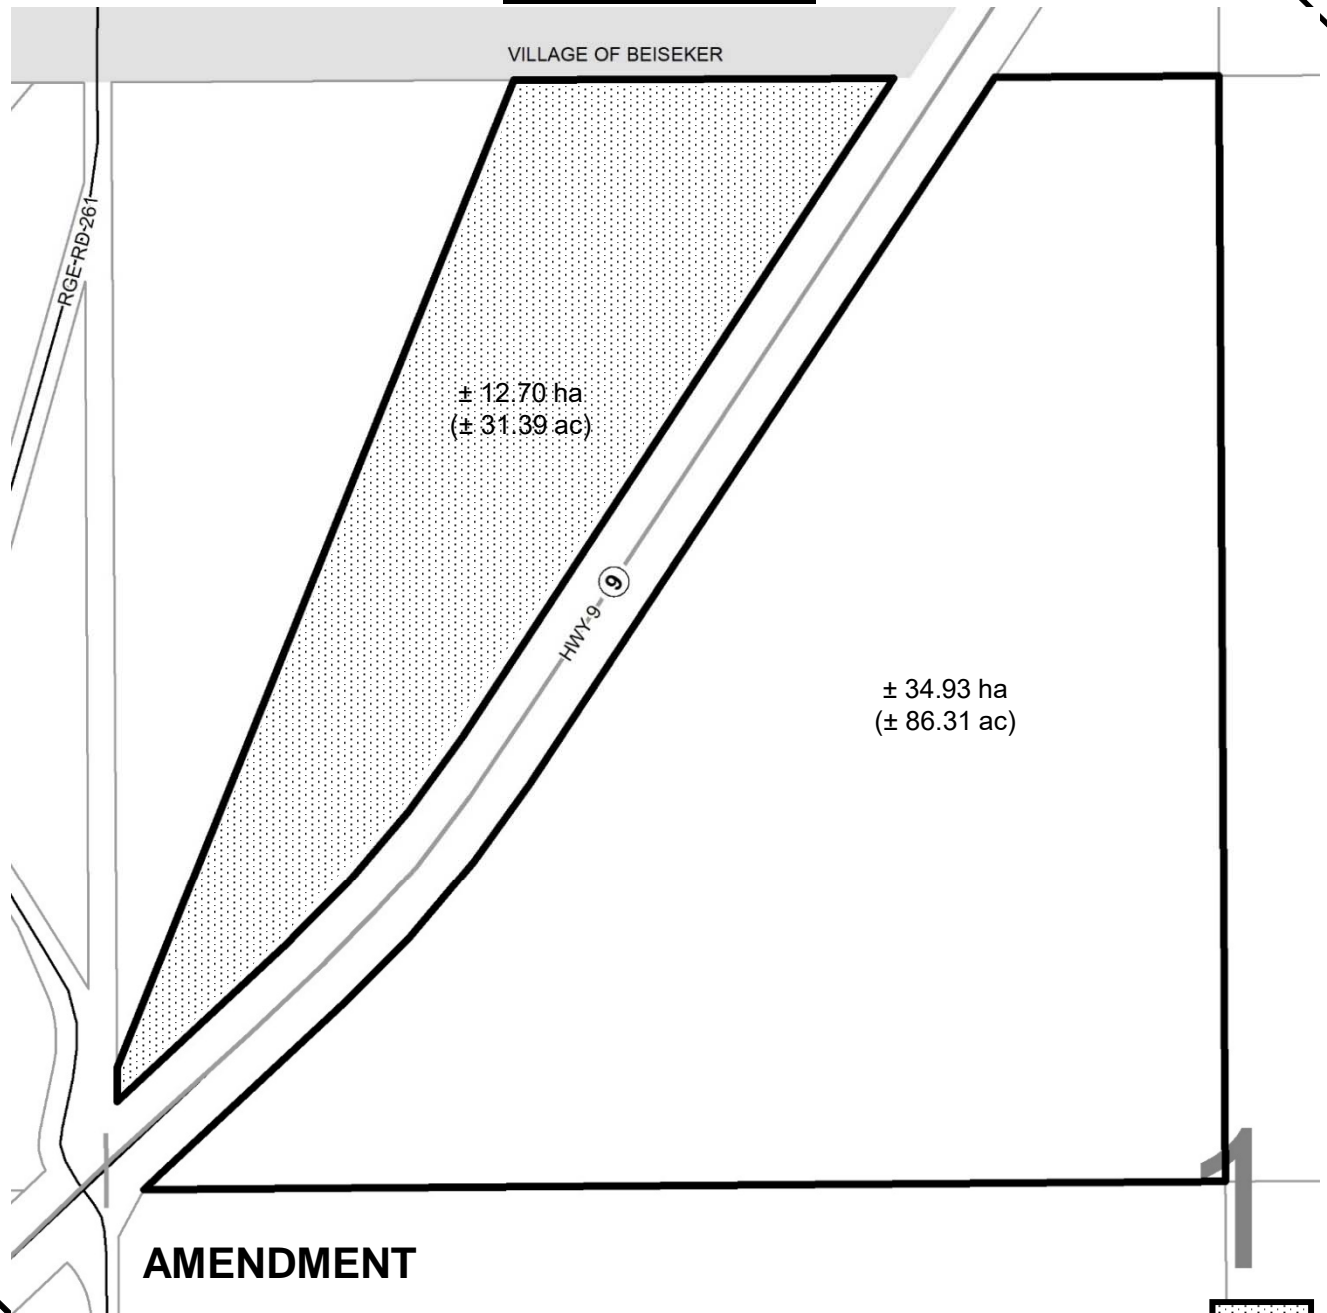 VILLAGE OF BEISEKER
RGE-RD-261
± 12.70 ha
(± 31.39 ac)
9
HWY-9
± 34.93 ha
(± 86.31 ac)
1
AMENDMENT